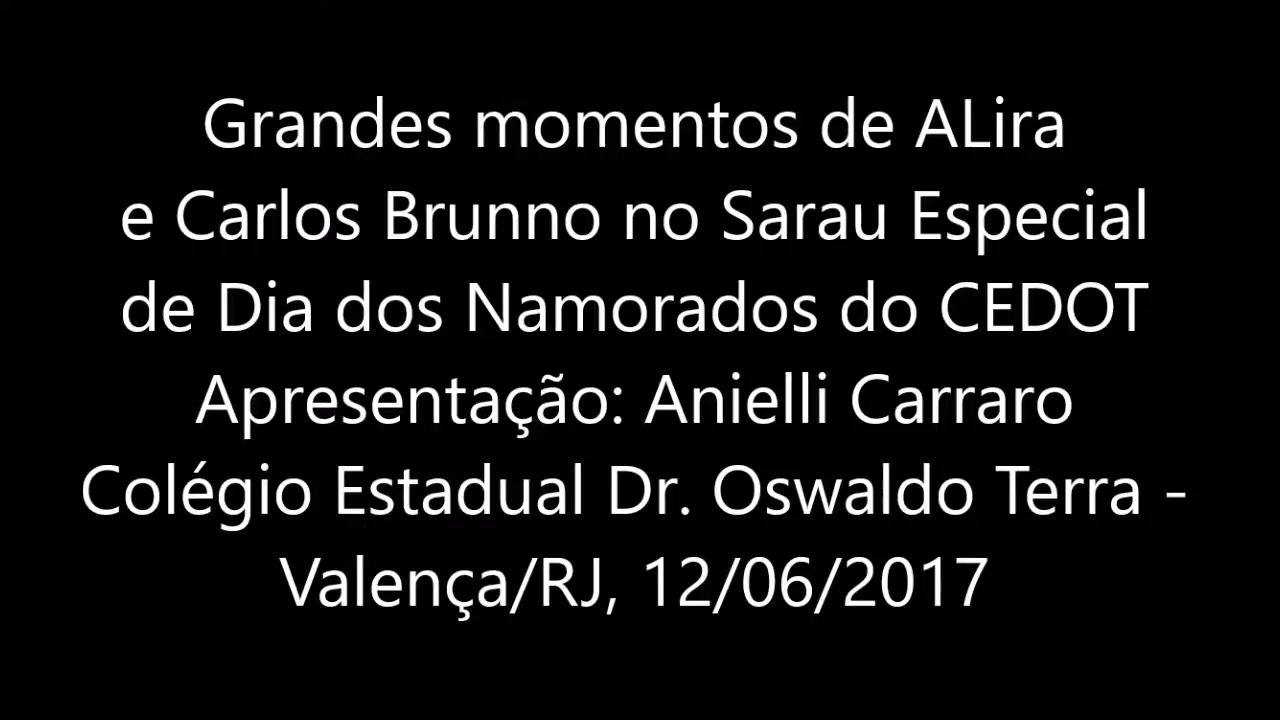 Grandes momentos de ALira
e Carlos Brunno no Sarau Especial
de Dia dos Namorados do CEDOT
Apresentação: Anielli Carraro
Colégio Estadual Dr. Oswaldo Terra -
Valença/RJ, 12/06/2017